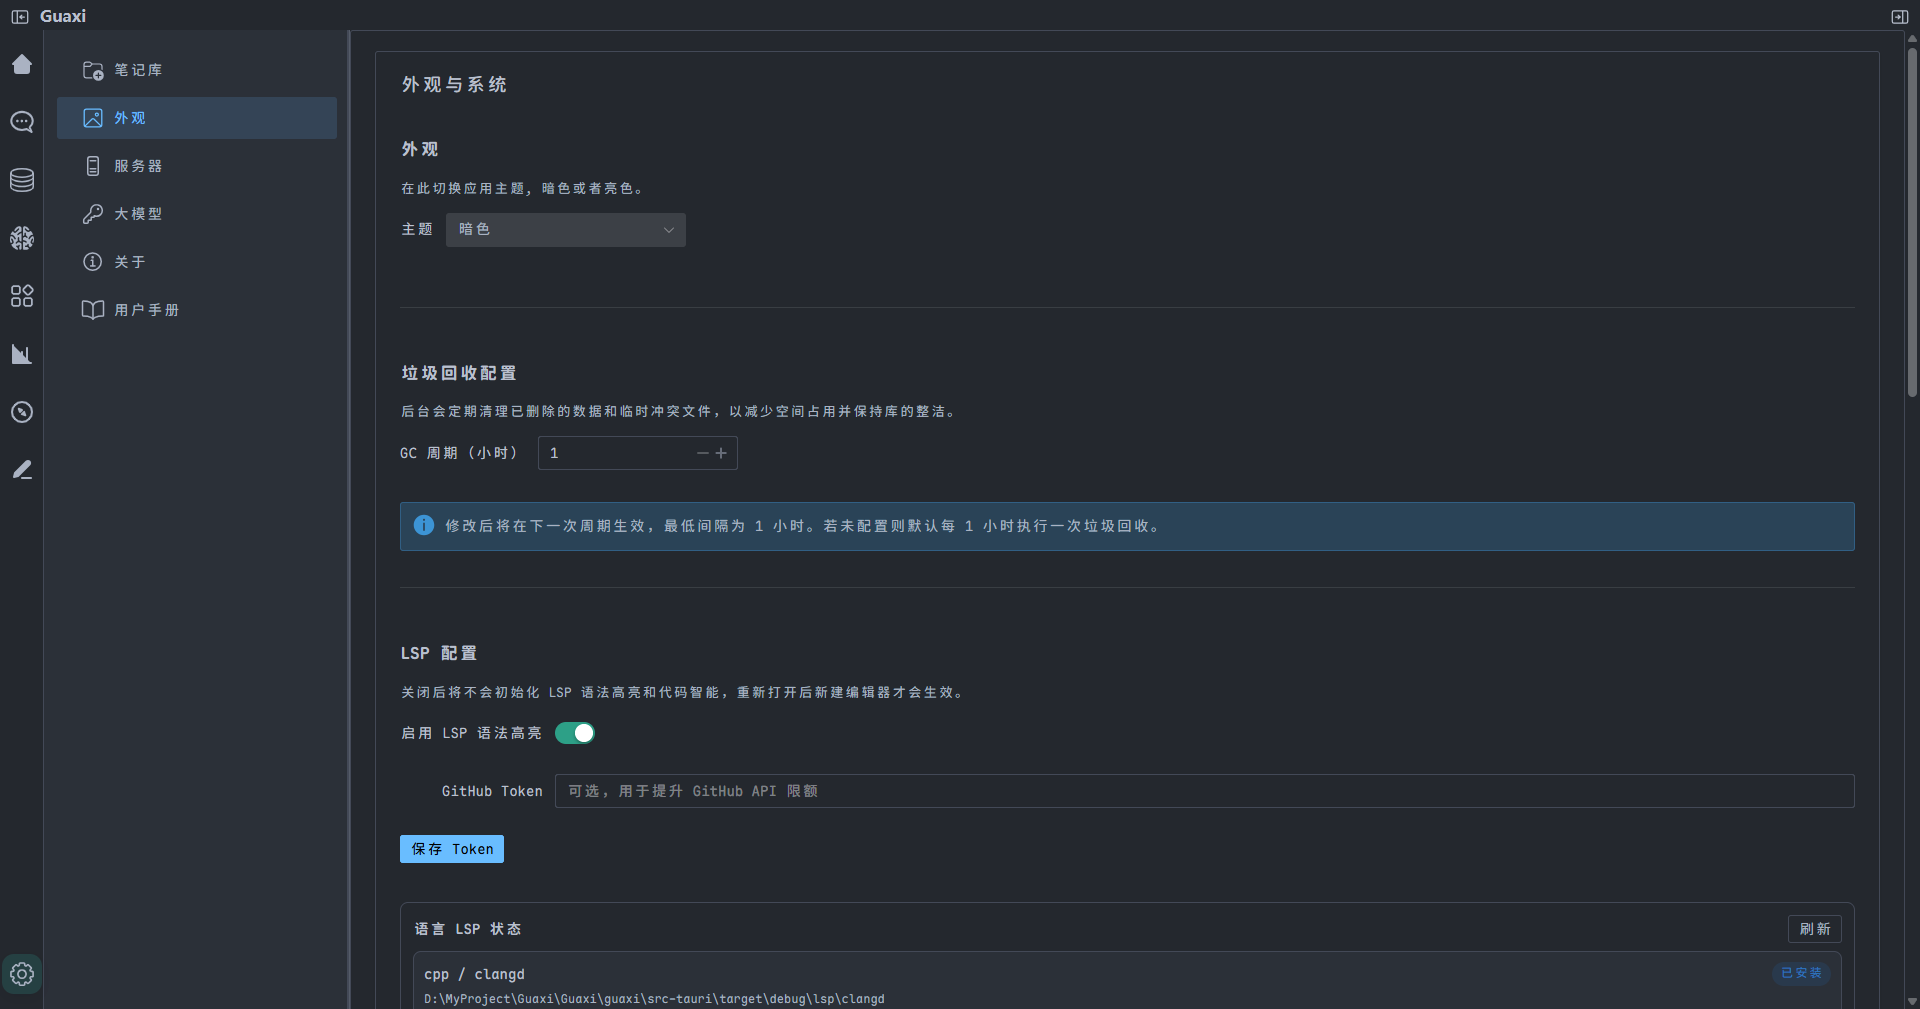 Guaxi
笔记库
外观
服务器
大模型
关于
用户手册
外观与系统
外观
在此切换应用主题, 暗色或者亮色。
主题 暗色
垃圾回收配置
后台会定期清理已删除的数据和临时冲突文件，以减少空间占用并保持库的整洁。
GC 周期（小时） 1
修改后将在下一次周期生效，最低间隔为 1 小时。若未配置则默认每 1 小时执行一次垃圾回收。
LSP 配置
关闭后将不会初始化 LSP 语法高亮和代码智能，重新打开后新建编辑器才会生效。
启用 LSP 语法高亮
GitHub Token 可选，用于提升 GitHub API 限额
保存 Token
语言 LSP 状态 刷新
cpp / clangd 已安装
D:\MyProject\Guaxi\Guaxi\guaxi\src-tauri\target\debug\lsp\clangd